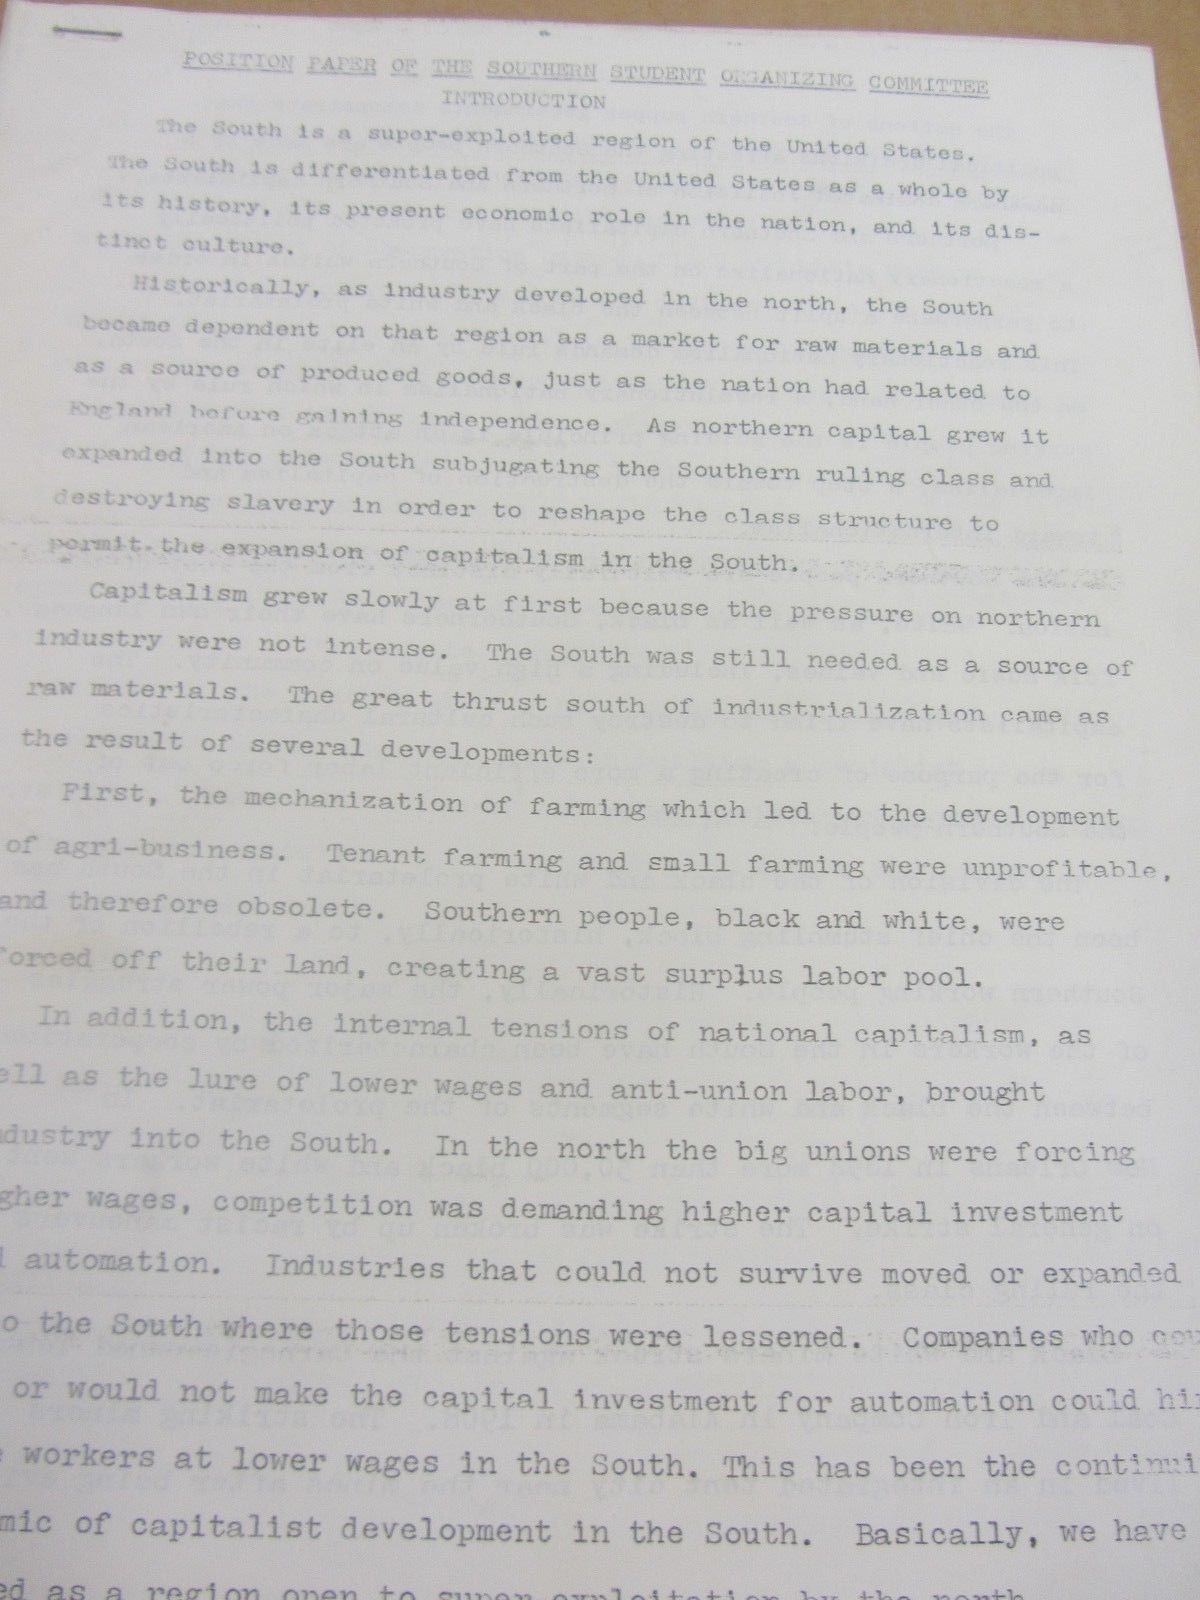 POSITION PAPER OF THE SOUTHERN STUDENT ORGANIZING COMMITTEE
INTRODUCTION
The South is a super-exploited region of the United States.
The South is differentiated from the United States as a whole by
its history, its present economic role in the nation, and its dis-
tinct culture.
Historically, as industry developed in the north, the South
became dependent on that region as a market for raw materials and
as a source of produced goods, just as the nation had related to
England before gaining independence. As northern capital grew it
expanded into the South subjugating the Southern ruling class and
destroying slavery in order to reshape the class structure to
permit the expansion of capitalism in the South.
Capitalism grew slowly at first because the pressure on northern
industry were not intense. The South was still needed as a source of
raw materials. The great thrust south of industrialization came as
the result of several developments:
First, the mechanization of farming which led to the development
of agri-business. Tenant farming and small farming were unprofitable,
and therefore obsolete. Southern people, black and white, were
forced off their land, creating a vast surplus labor pool.
In addition, the internal tensions of national capitalism, as
ell as the lure of lower wages and anti-union labor, brought
dustry into the South. In the north the big unions were forcing
gher wages, competition was demanding higher capital investment
automation. Industries that could not survive moved or expanded
o the South where those tensions were lessened. Companies who
or would not make the capital investment for automation could hir
workers at lower wages in the South. This has been the continui
mic of capitalist development in the South. Basically, we have
ed as a region open to super exploitation by the north